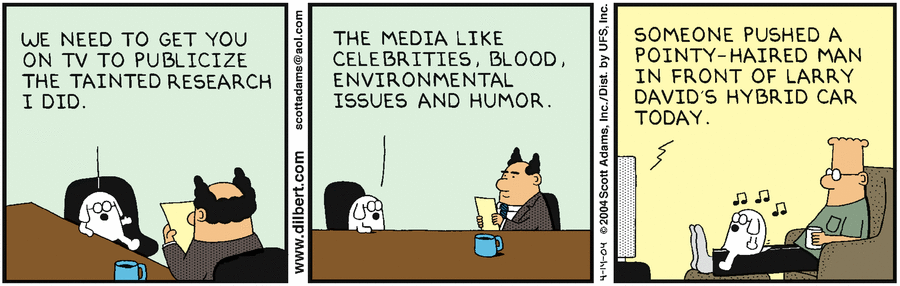 WE NEED TO GET YOU
ON TV TO PUBLICIZE
THE TAINTED RESEARCH
I DID.
www.dilbert.com
scottadams@aol.com
THE MEDIA LIKE
CELEBRITIES, BLOOD,
ENVIRONMENTAL
ISSUES AND HUMOR.
4-14-04 © 2004 Scott Adams, Inc./Dist. by UFS, Inc.
SOMEONE PUSHED A
POINTY-HAIRED MAN
IN FRONT OF LARRY
DAVID'S HYBRID CAR
TODAY.